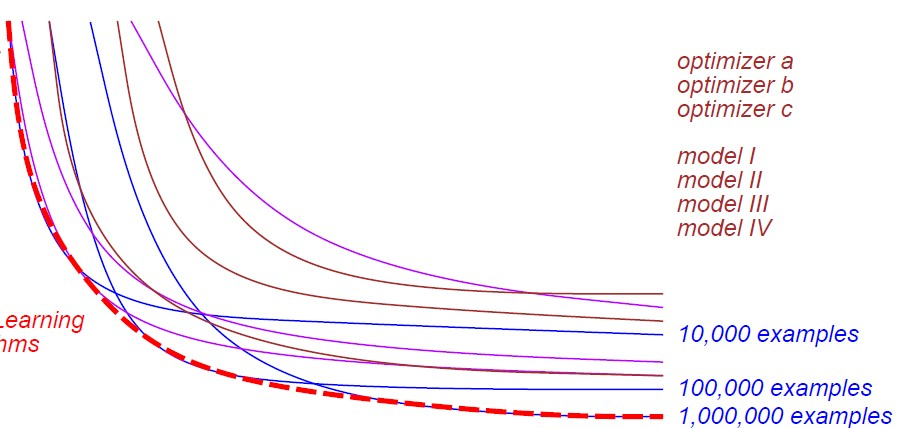 optimizer a
optimizer b
optimizer c
model I
model II
model III
model IV
10,000 examples
Learning
100,000 examples
1,000,000 examples